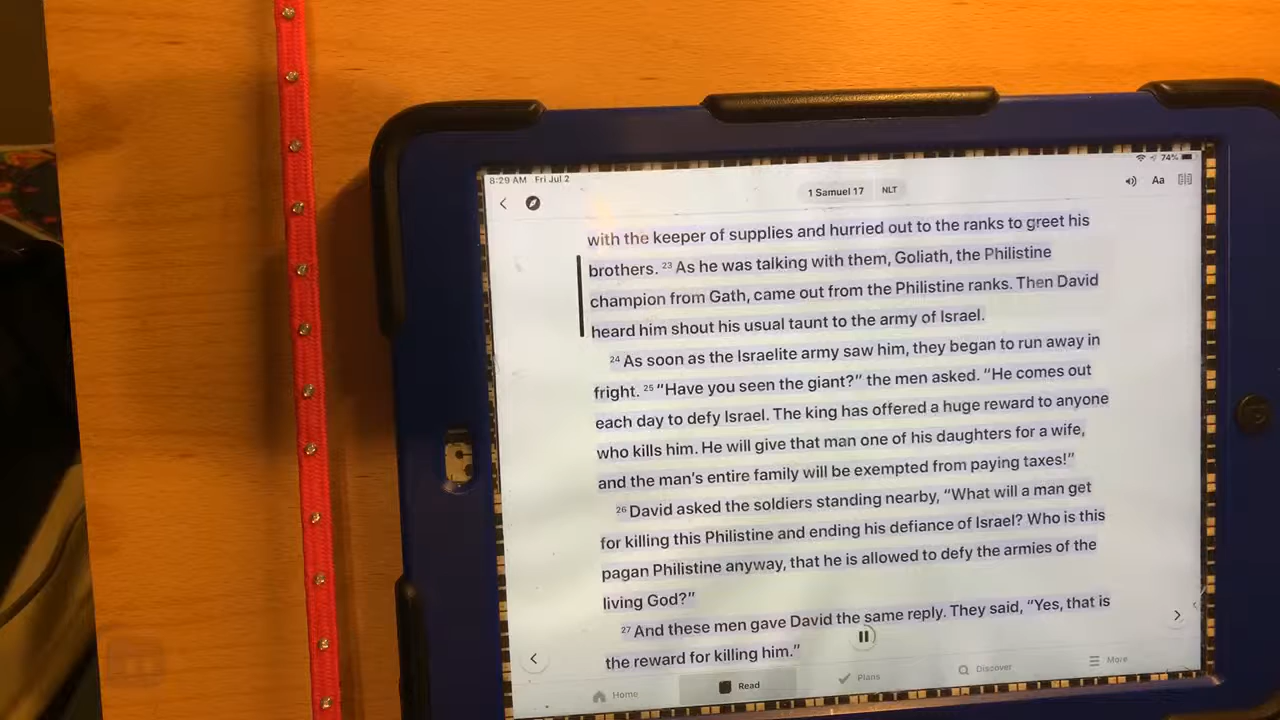 8:29 AM Fri Jul 2
74%
1 Samuel 17 NLT
Aa
with the keeper of supplies and hurried out to the ranks to greet his
brothers. 23 As he was talking with them, Goliath, the Philistine
champion from Gath, came out from the Philistine ranks. Then David
heard him shout his usual taunt to the army of Israel.
24 As soon as the Israelite army saw him, they began to run away in
fright. 25 “Have you seen the giant?” the men asked. “He comes out
each day to defy Israel. The king has offered a huge reward to anyone
who kills him. He will give that man one of his daughters for a wife,
and the man’s entire family will be exempted from paying taxes!”
26 David asked the soldiers standing nearby, “What will a man get
for killing this Philistine and ending his defiance of Israel? Who is this
pagan Philistine anyway, that he is allowed to defy the armies of the
living God?”
27 And these men gave David the same reply. They said, “Yes, that is
the reward for killing him.”
Home Read Plans Discover More